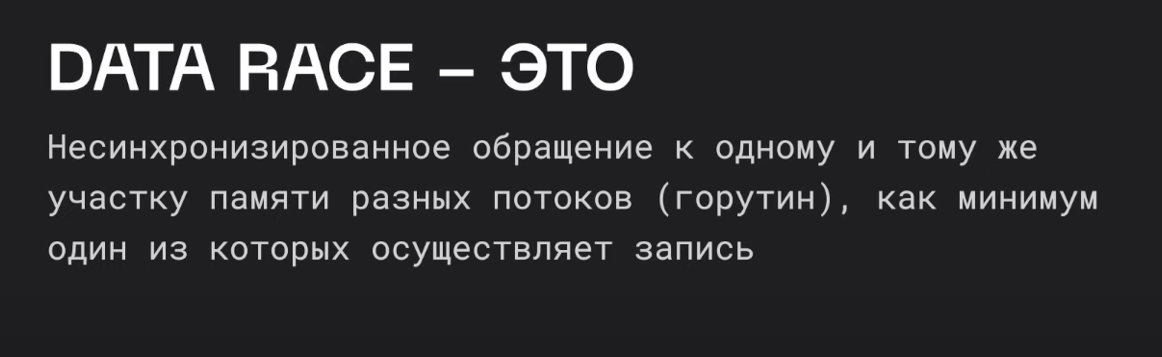 DATA RACE – ЭТО
Несинхронизированное обращение к одному и тому же
участку памяти разных потоков (горутин), как минимум
один из которых осуществляет запись